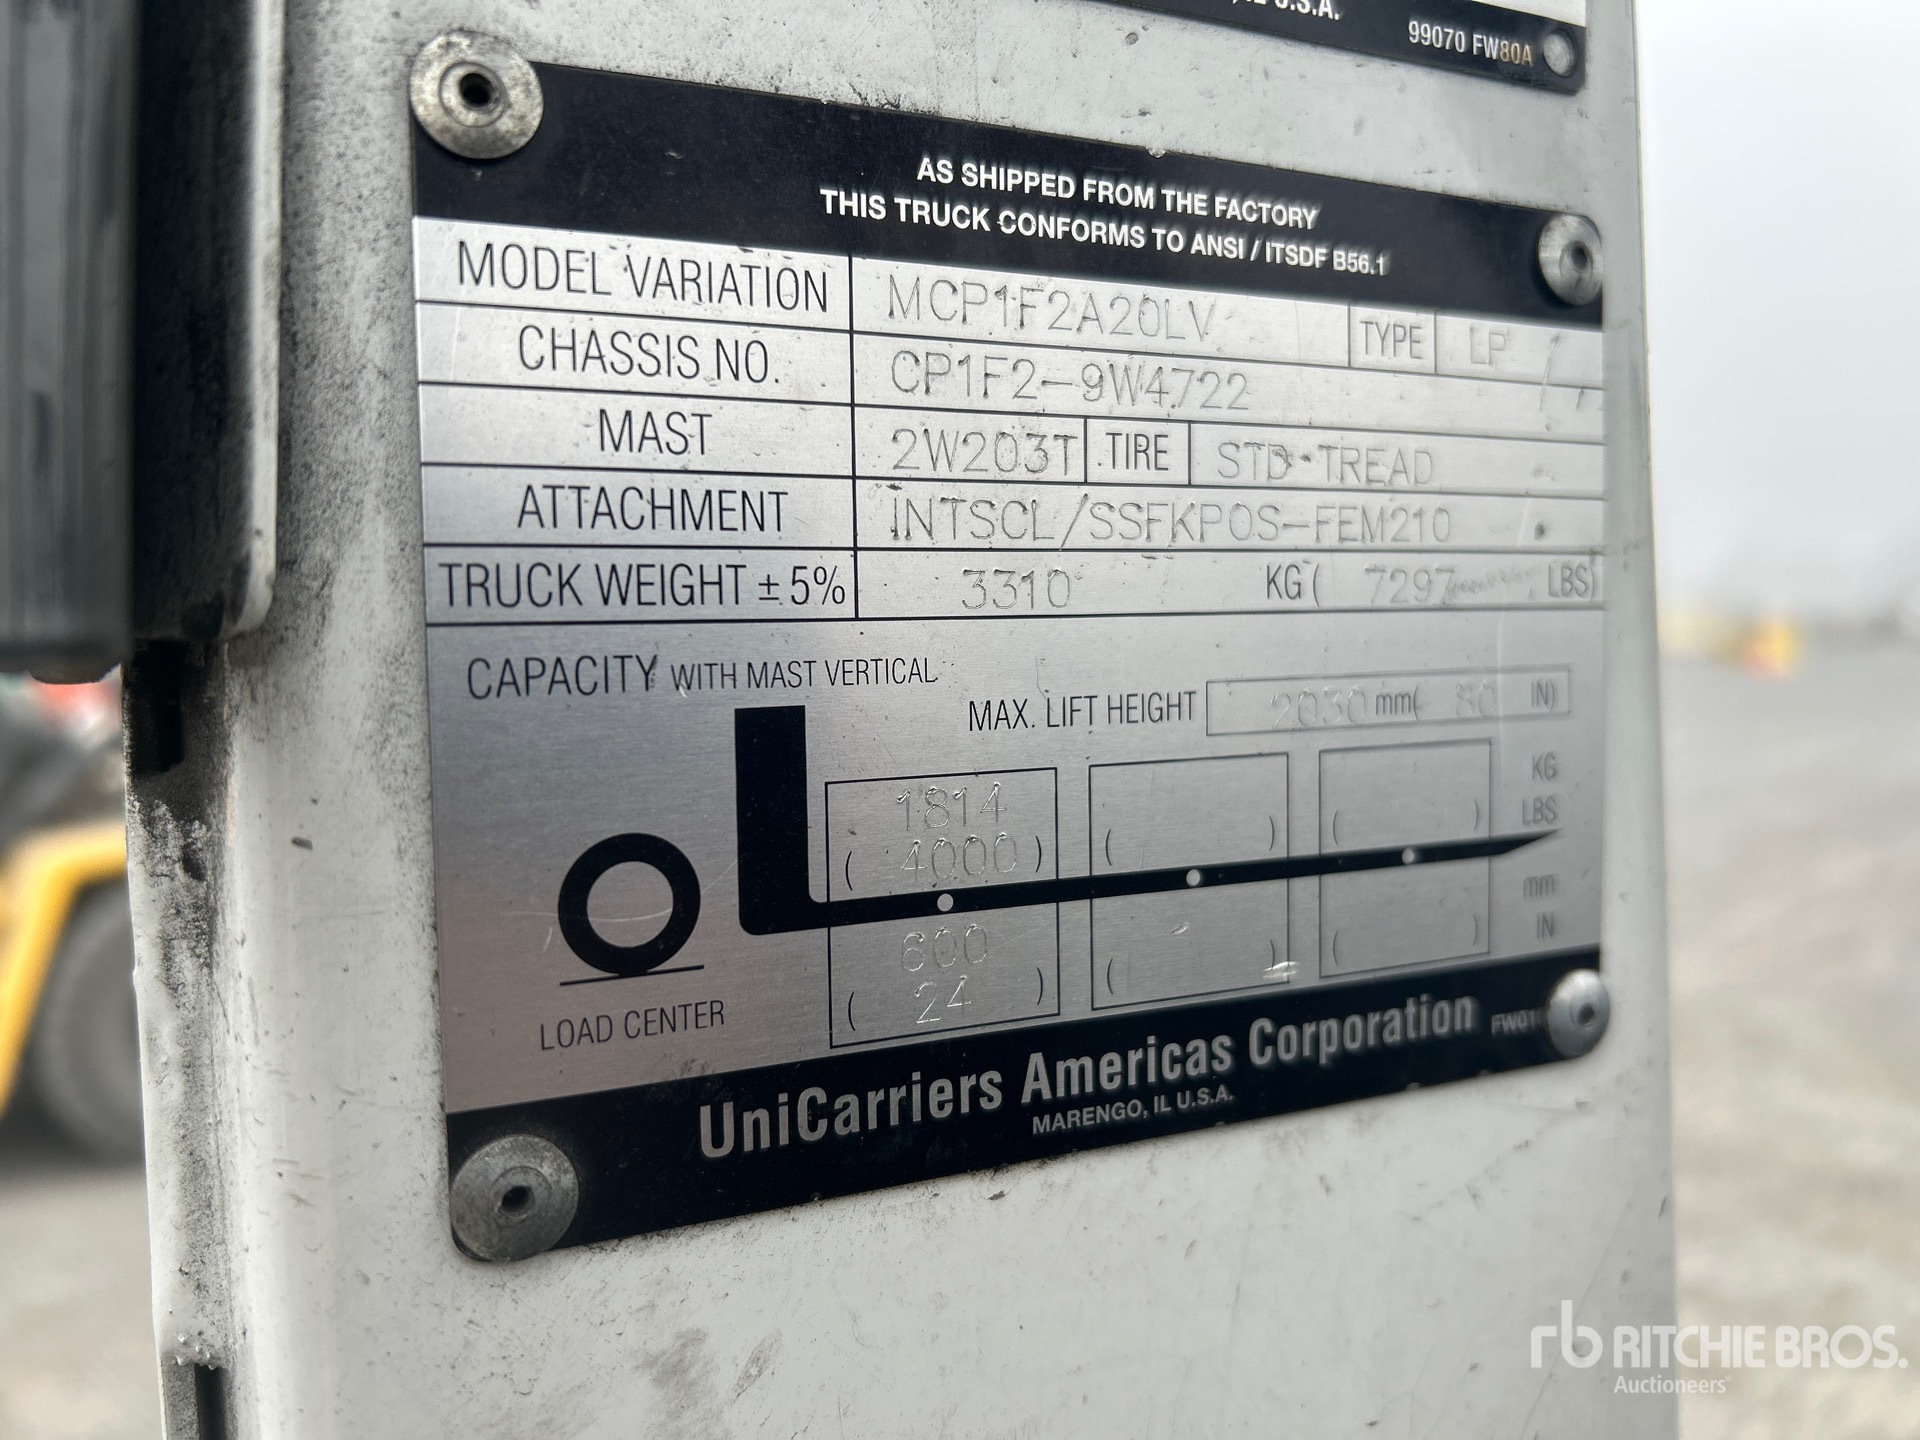 U.S.A.
99070 FW80A
AS SHIPPED FROM THE FACTORY
THIS TRUCK CONFORMS TO ANSI / ITSDF B56.1
MODEL VARIATION MCP1F2A20LV TYPE LP
CHASSIS NO. CP1F2-9W4722
MAST 2W203T TIRE STD-TREAD
ATTACHMENT INTSCL/SSFKPOS-FEM210
TRUCK WEIGHT ± 5% 3310 KG ( 7297 LBS)
CAPACITY WITH MAST VERTICAL
MAX. LIFT HEIGHT 2030 mm( 80 IN)
1814 KG
( 4000 ) ( ) ( ) LBS
600 mm
( 24 ) ( ) ( ) IN
LOAD CENTER
UniCarriers Americas Corporation
MARENGO, IL U.S.A.
rb RITCHIE BROS.
Auctioneers